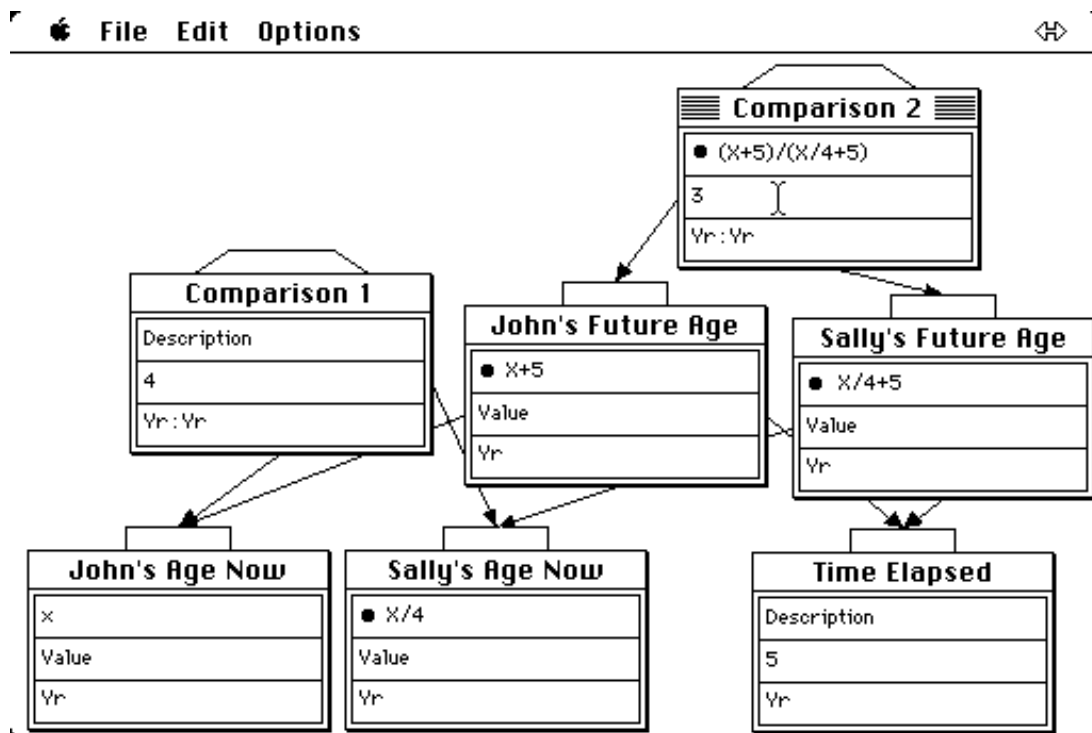 File Edit Options
Comparison 2
● (X+5)/(X/4+5)
3
Yr:Yr
Comparison 1
Description
4
Yr:Yr
John's Future Age
● X+5
Value
Yr
Sally's Future Age
● X/4+5
Value
Yr
John's Age Now
x
Value
Yr
Sally's Age Now
● X/4
Value
Yr
Time Elapsed
Description
5
Yr